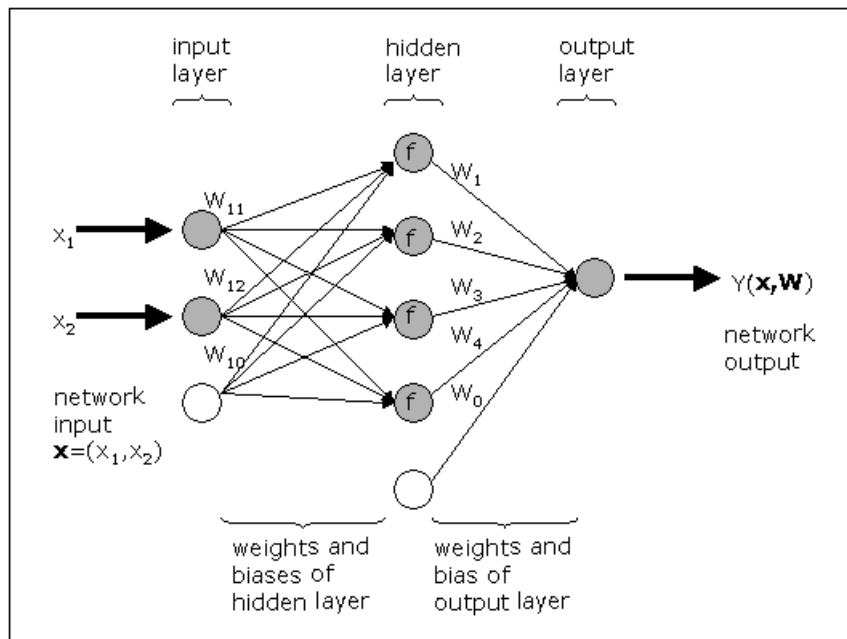 input
layer
hidden
layer
output
layer
f
W₁
W₁₁
x₁
f
W₂
W₁₂
W₃
Y(x,W)
x₂
f
W₄
network
output
W₁₀
f
W₀
network
input
x=(x₁,x₂)
weights and
biases of
hidden layer
weights and
bias of
output layer